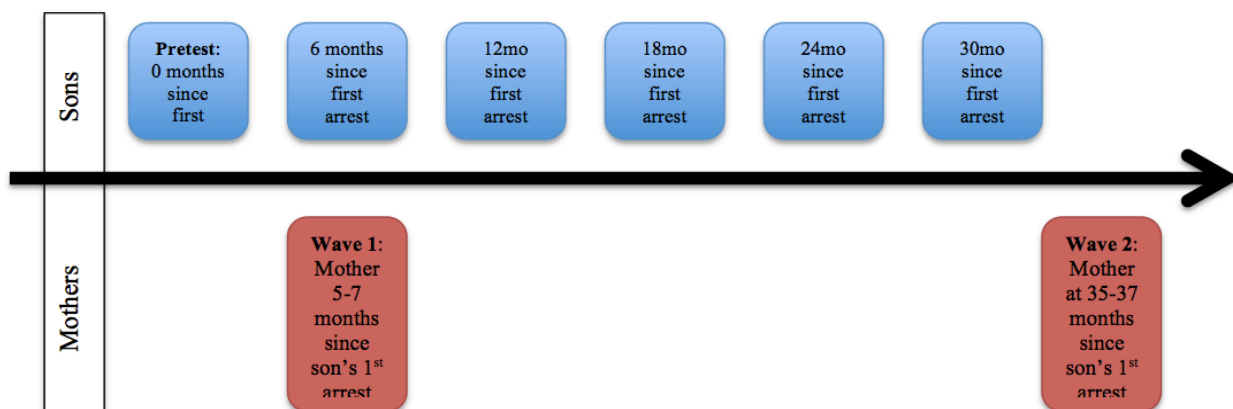 Sons
Pretest:
0 months
since
first
6 months
since
first
arrest
12mo
since
first
arrest
18mo
since
first
arrest
24mo
since
first
arrest
30mo
since
first
arrest
Mothers
Wave 1:
Mother
5-7
months
since
son's 1st
arrest
Wave 2:
Mother
at 35-37
months
since
son's 1st
arrest